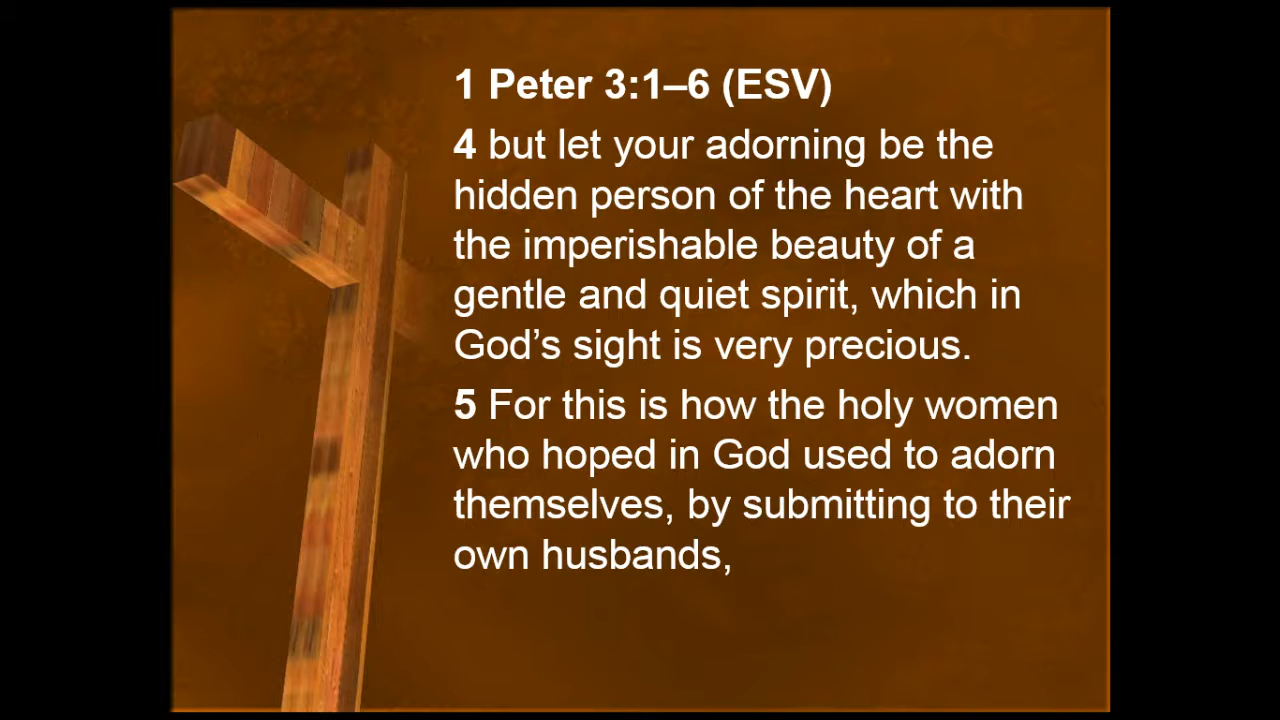 1 Peter 3:1–6 (ESV)
4 but let your adorning be the
hidden person of the heart with
the imperishable beauty of a
gentle and quiet spirit, which in
God’s sight is very precious.
5 For this is how the holy women
who hoped in God used to adorn
themselves, by submitting to their
own husbands,